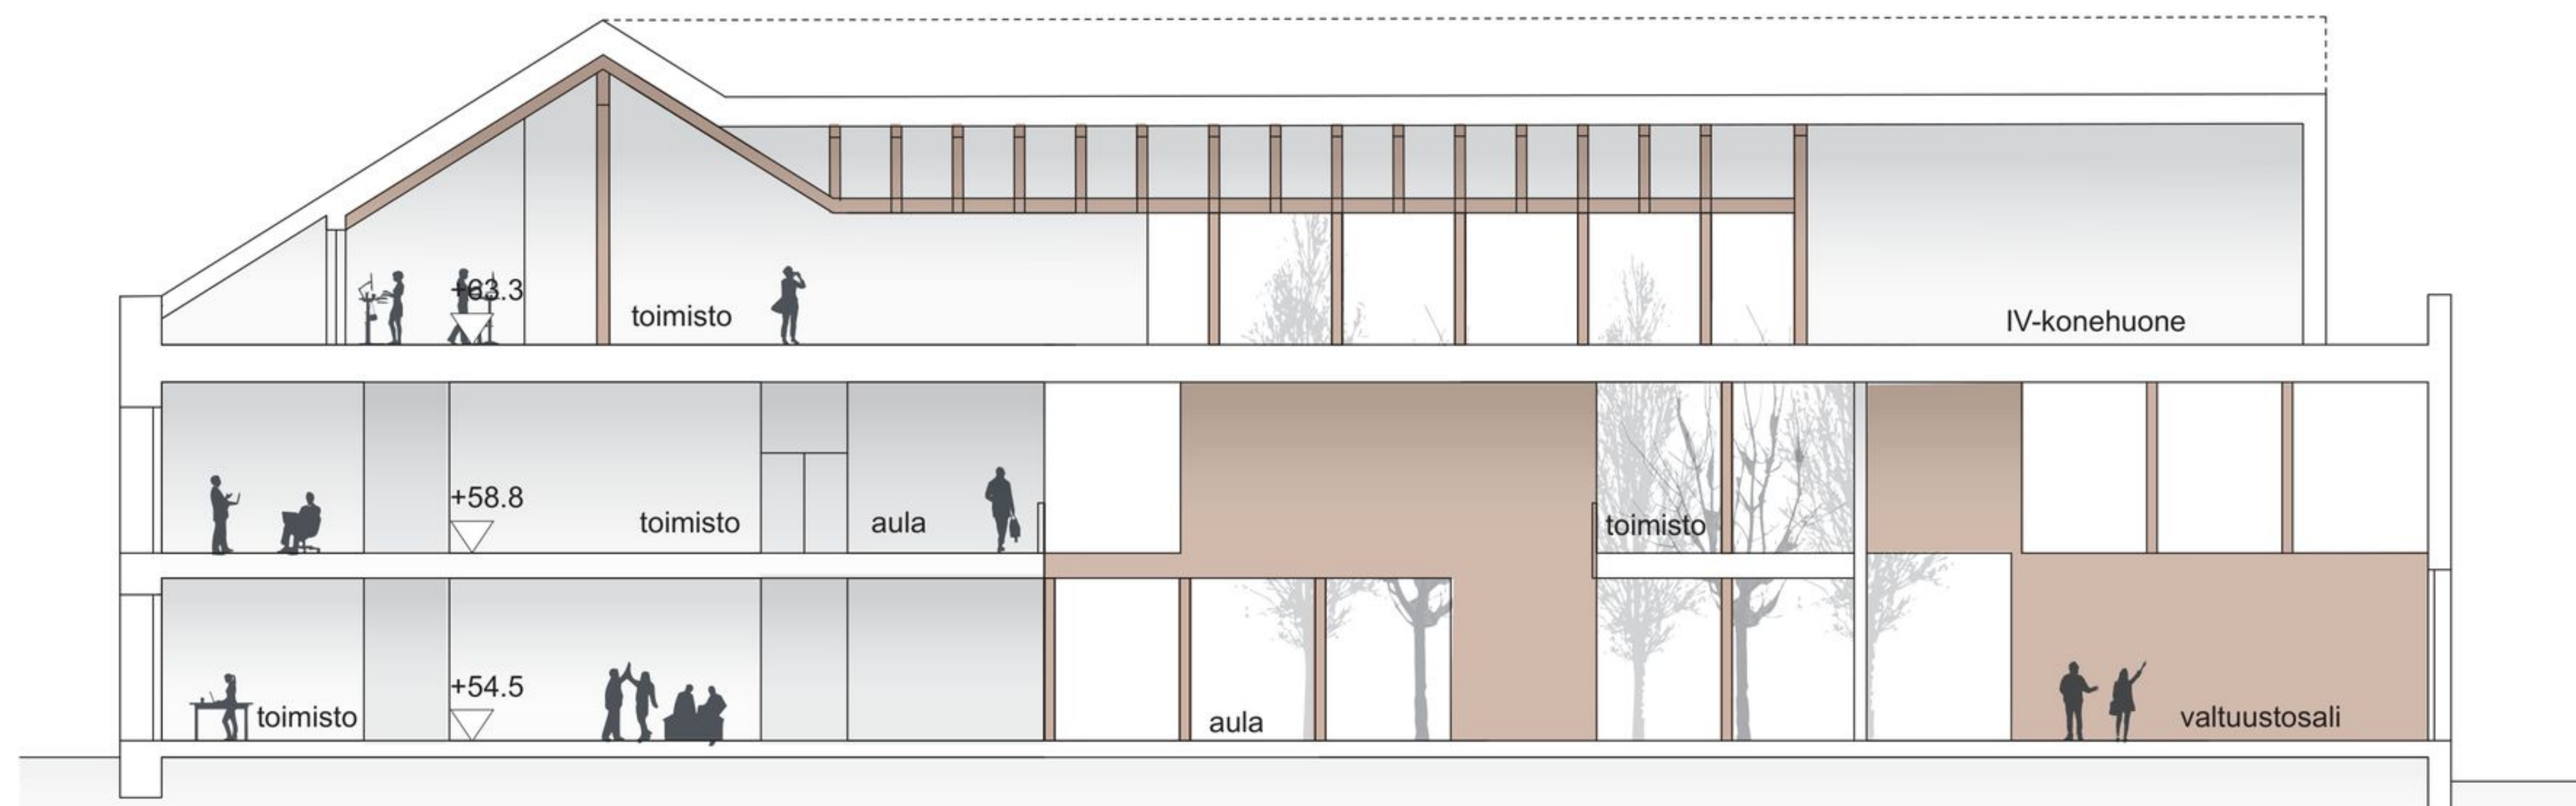 +63.3
toimisto
IV-konehuone
+58.8
toimisto
aula
toimisto
toimisto
+54.5
aula
valtuustosali